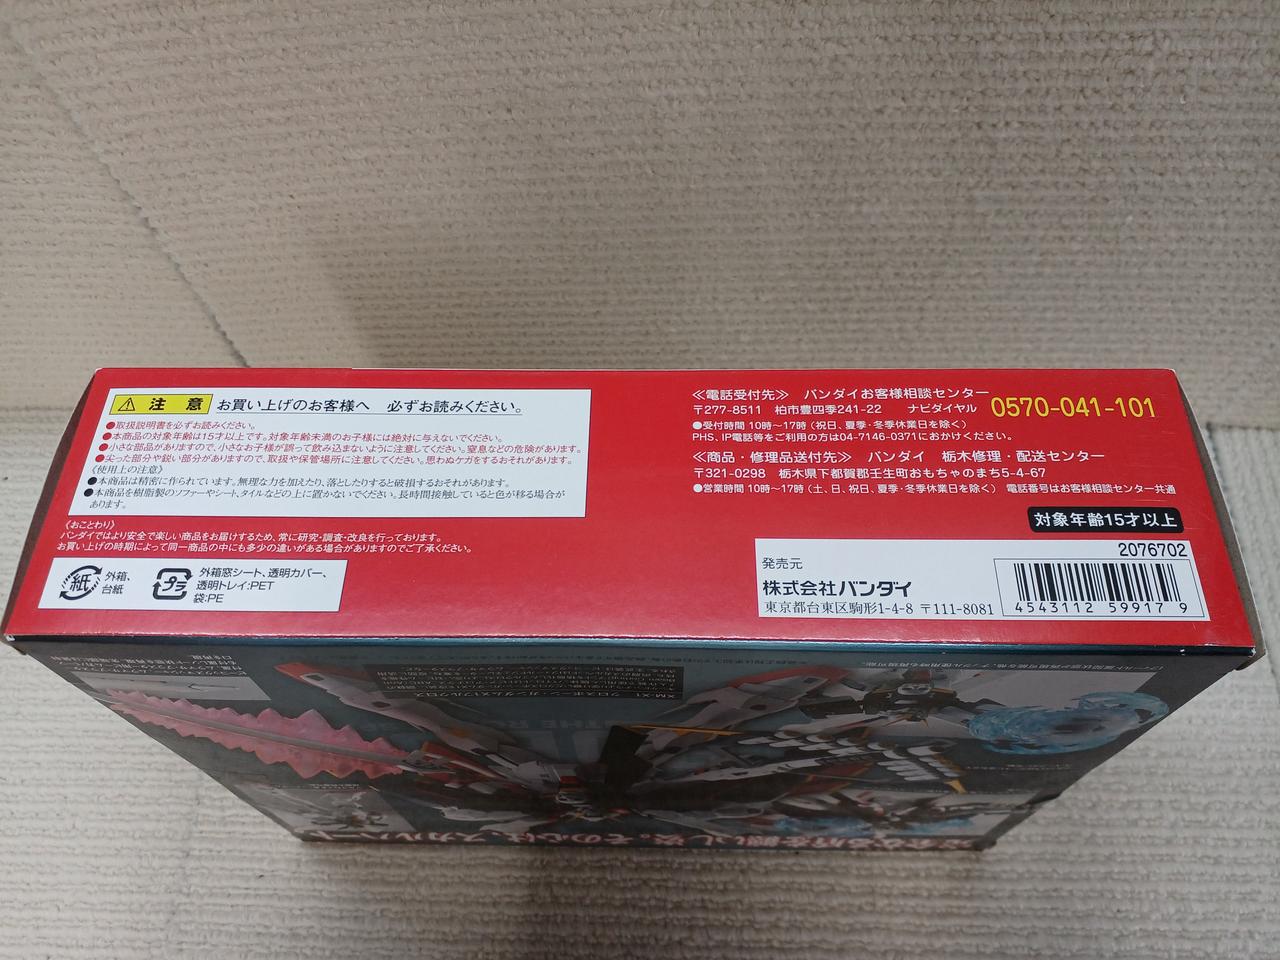 注意 お買い上げのお客様へ 必ずお読みください。
●取扱説明書を必ずお読みください。
●本商品の対象年齢は15才以上です。対象年齢未満のお子様には絶対に与えないでください。
●小さな部品がありますので、小さなお子様が誤って飲み込まないように注意してください。窒息などの危険があります。
●尖った部分や鋭い部分がありますので、取扱や保管場所に注意してください。思わぬケガをするおそれがあります。
《使用上の注意》
●本商品は精密に作られています。無理な力を加えたり、落としたりすると破損するおそれがあります。
●本商品を樹脂製のソファーやシート、タイルなどの上に置かないでください。長時間接触していると色が移る場合が
あります。
《おことわり》
バンダイではより安全で楽しい商品をお届けするため、常に研究・調査・改良を行っております。
お買い上げの時期によって同一商品の中にも多少の違いがある場合がありますのでご了承ください。
紙 外箱、
台紙
プラ 外箱窓シート、透明カバー、
透明トレイ:PET
袋:PE
≪電話受付先≫ バンダイお客様相談センター
〒277-8511 柏市豊四季241-22 ナビダイヤル 0570-041-101
●受付時間 10時～17時(祝日、夏季・冬季休業日を除く)
PHS、IP電話等をご利用の方は04-7146-0371におかけください。
≪商品・修理品送付先≫ バンダイ 栃木修理・配送センター
〒321-0298 栃木県下都賀郡壬生町おもちゃのまち5-4-67
●営業時間 10時～17時(土、日、祝日、夏季・冬季休業日を除く) 電話番号はお客様相談センター共通
対象年齢15才以上
2076702
発売元
株式会社バンダイ
東京都台東区駒形1-4-8 〒111-8081
4543112 59917 9